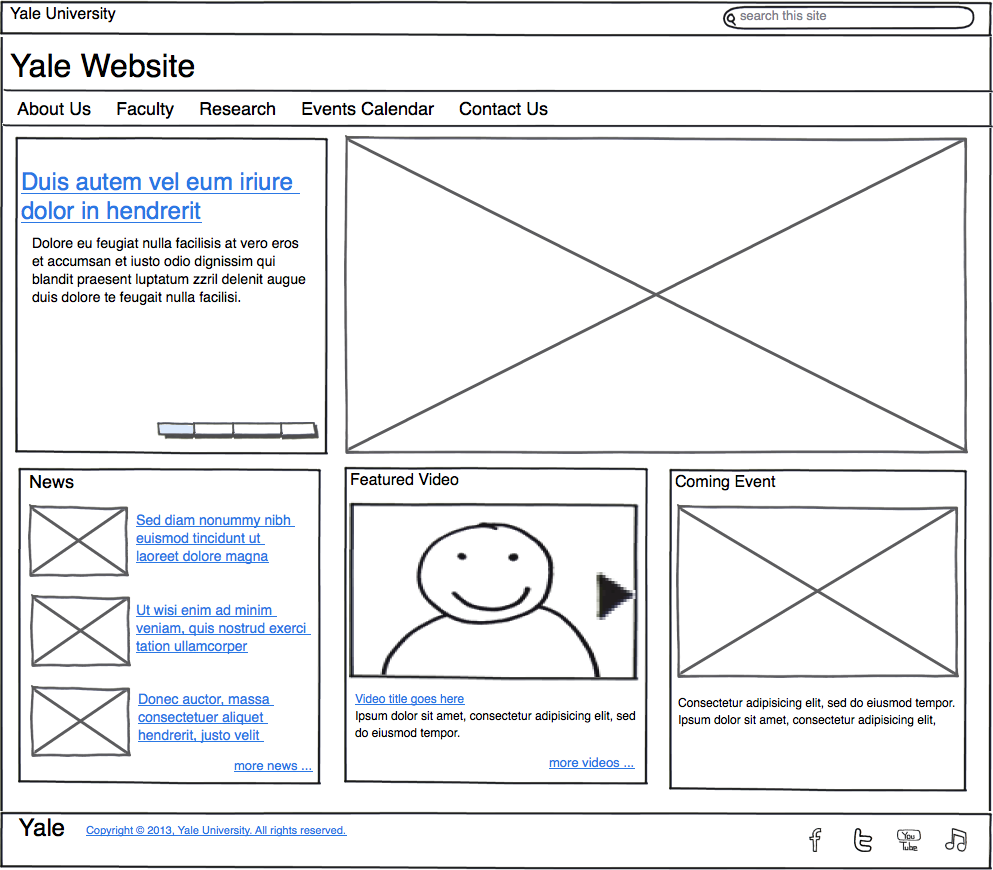 Yale University
search this site
Yale Website
About Us Faculty Research Events Calendar Contact Us
Duis autem vel eum iriure
dolor in hendrerit
Dolore eu feugiat nulla facilisis at vero eros
et accumsan et iusto odio dignissim qui
blandit praesent luptatum zzril delenit augue
duis dolore te feugait nulla facilisi.
News
Sed diam nonummy nibh
euismod tincidunt ut
laoreet dolore magna
Ut wisi enim ad minim
veniam, quis nostrud exerci
tation ullamcorper
Donec auctor, massa
consectetuer aliquet
hendrerit, justo velit
more news ...
Featured Video
Video title goes here
Ipsum dolor sit amet, consectetur adipisicing elit, sed
do eiusmod tempor.
more videos ...
Coming Event
Consectetur adipisicing elit, sed do eiusmod tempor.
Ipsum dolor sit amet, consectetur adipisicing elit,
Yale
Copyright © 2013, Yale University. All rights reserved.
f
t
You
Tube